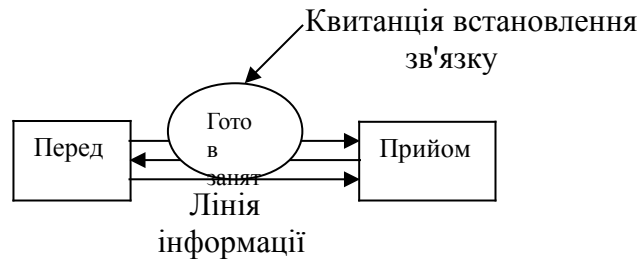 Квитанція встановлення
зв'язку
Перед
Гото
в
занят
Прийом
Лінія
інформації